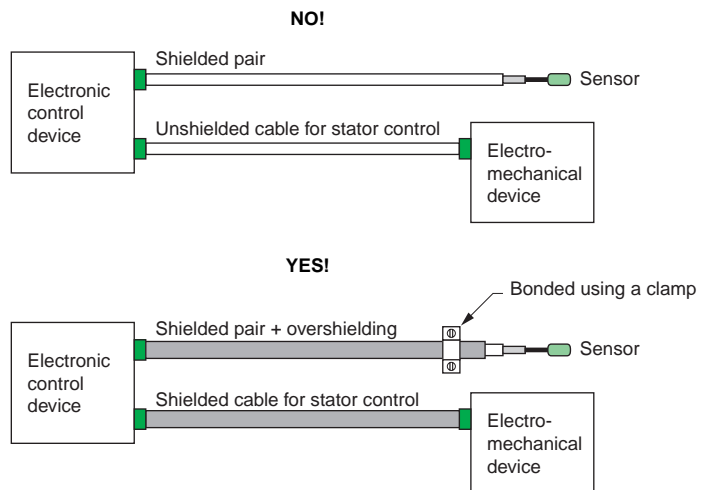 NO!
Shielded pair
Electronic
control
device
Sensor
Unshielded cable for stator control
Electro-
mechanical
device
YES!
Bonded using a clamp
Shielded pair + overshielding
Electronic
control
device
Sensor
Shielded cable for stator control
Electro-
mechanical
device